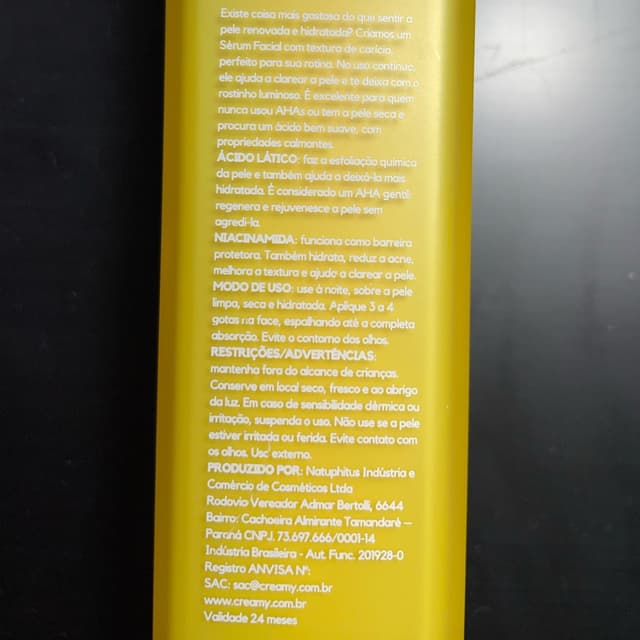 Existe coisa mais gostosa do que sentir a
pele renovada e hidratada? Criamos um
Sérum Facial com textura de carícia,
perfeito para sua rotina. No uso contínuo,
ele ajuda a clarear a pele e te deixa com o
rostinho luminoso. É excelente para quem
nunca usou AHAs ou tem a pele seca e
procura um ácido bem suave, com
propriedades calmantes.
ÁCIDO LÁTICO: faz a esfoliação química
da pele e também ajuda a deixá-la mais
hidratada. É considerado um AHA gentil:
regenera e rejuvenesce a pele sem
agredi-la.
NIACINAMIDA: funciona como barreira
protetora. Também hidrata, reduz a acne,
melhora a textura e ajuda a clarear a pele.
MODO DE USO: use à noite, sobre a pele
limpa, seca e hidratada. Aplique 3 a 4
gotas na face, espalhando até a completa
absorção. Evite o contorno dos olhos.
RESTRIÇÕES/ADVERTÊNCIAS:
mantenha fora do alcance de crianças.
Conserve em local seco, fresco e ao abrigo
da luz. Em caso de sensibilidade dérmica ou
irritação, suspenda o uso. Não use se a pele
estiver irritada ou ferida. Evite contato com
os olhos. Uso externo.
PRODUZIDO POR: Natuphitus Indústria e
Comércio de Cosméticos Ltda
Rodovia Vereador Admar Bertolli, 6644
Bairro: Cachoeira Almirante Tamandaré –
Paraná CNPJ. 73.697.666/0001-14
Indústria Brasileira - Aut. Func. 201928-0
Registro ANVISA Nº:
SAC: sac@creamy.com.br
www.creamy.com.br
Validade 24 meses